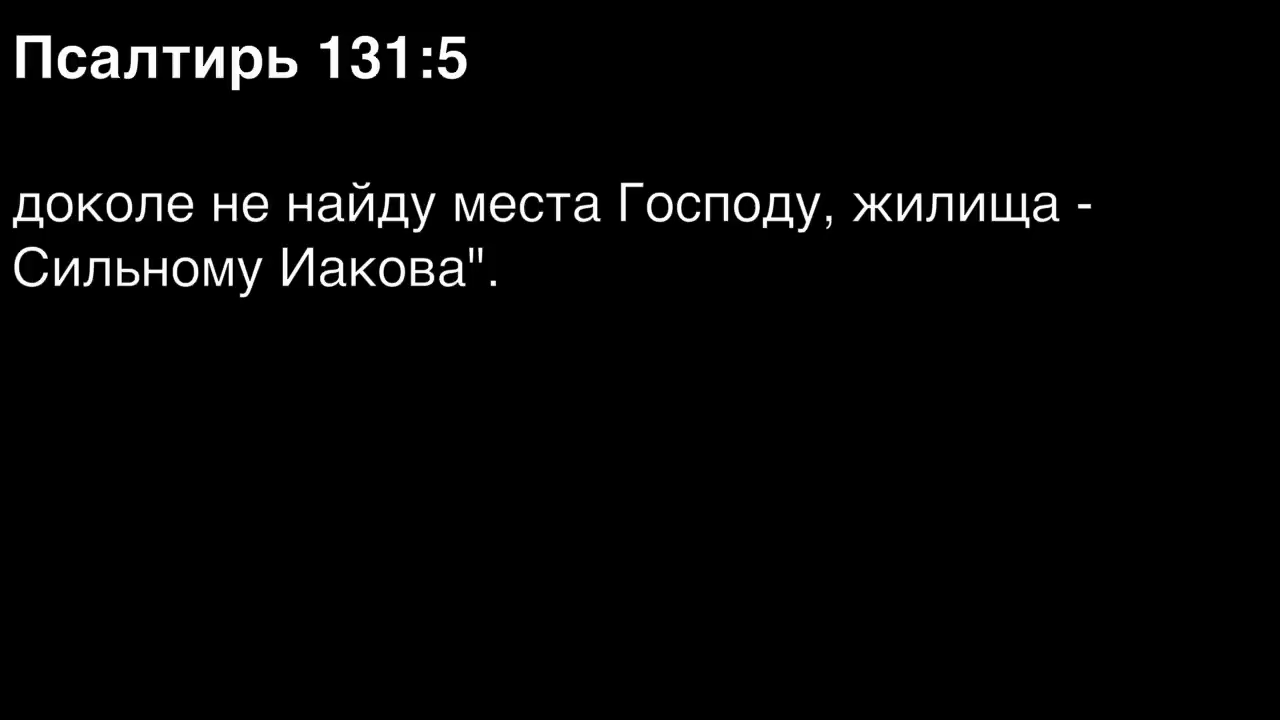 Псалтирь 131:5
доколе не найду места Господу, жилища -
Сильному Иакова".